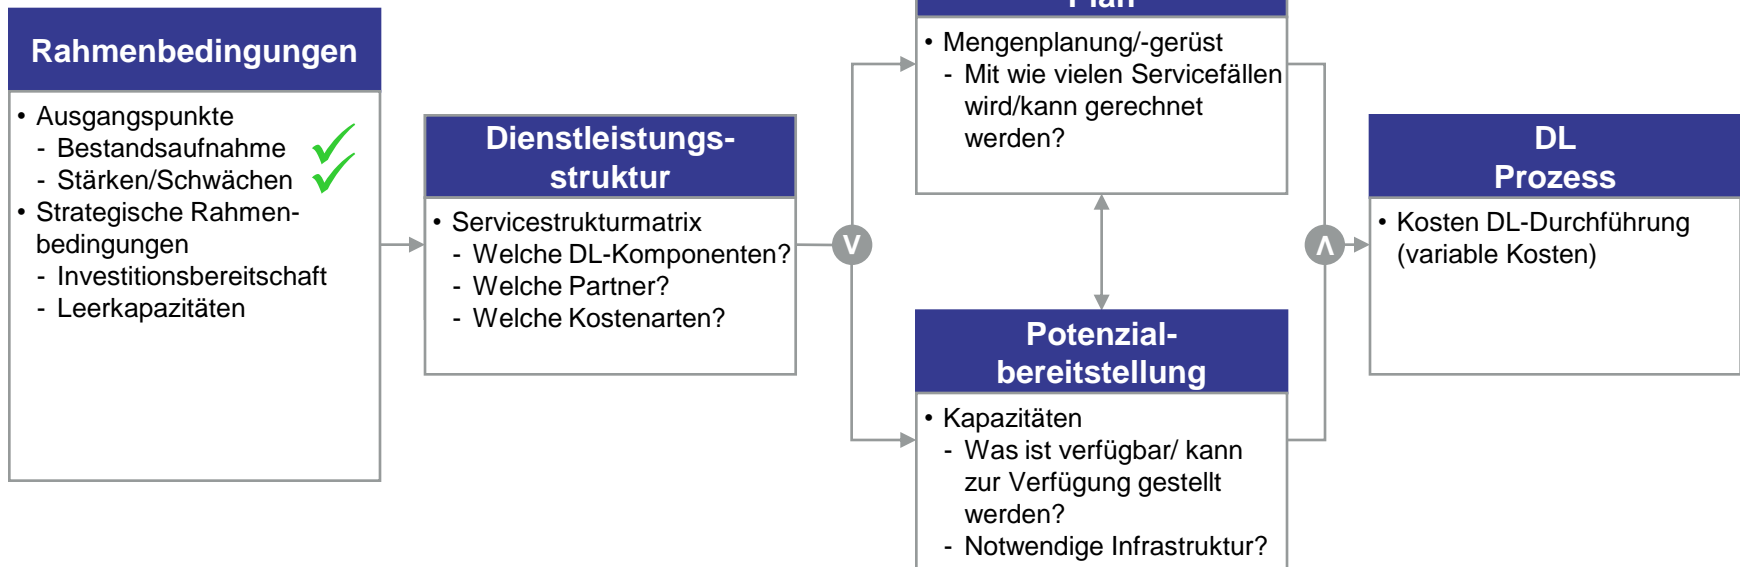 Rahmenbedingungen
• Ausgangspunkte
- Bestandsaufnahme
- Stärken/Schwächen
• Strategische Rahmen-
bedingungen
- Investitionsbereitschaft
- Leerkapazitäten
Dienstleistungs-
struktur
• Servicestrukturmatrix
- Welche DL-Komponenten?
- Welche Partner?
- Welche Kostenarten?
V
Plan
• Mengenplanung/-gerüst
- Mit wie vielen Servicefällen
wird/kann gerechnet
werden?
Potenzial-
bereitstellung
• Kapazitäten
- Was ist verfügbar/ kann
zur Verfügung gestellt
werden?
- Notwendige Infrastruktur?
Λ
DL
Prozess
• Kosten DL-Durchführung
(variable Kosten)